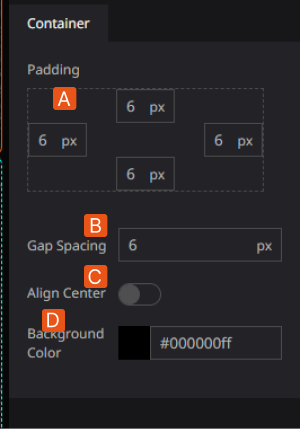 Container
Padding
A
6 px
6 px
6 px
6 px
B
Gap Spacing 6 px
C
Align Center
D
Background
Color
#000000ff